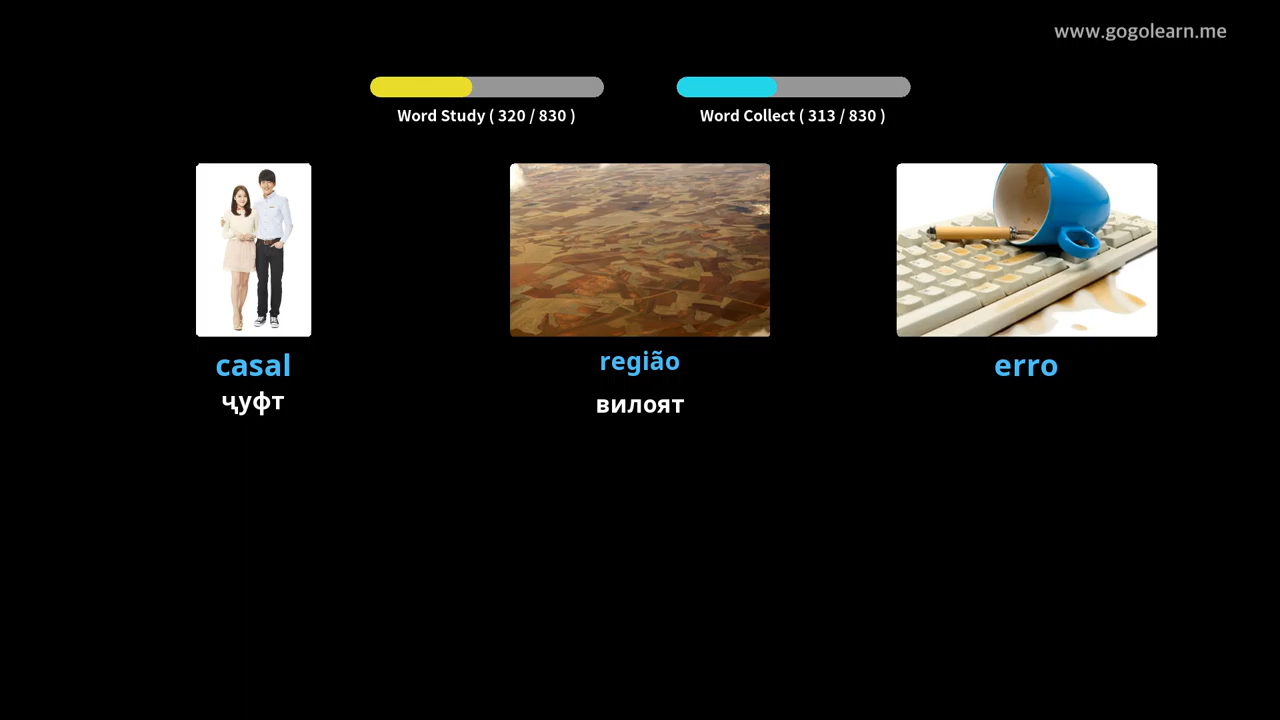 www.gogolearn.me
Word Study ( 320 / 830 )
Word Collect ( 313 / 830 )
casal
ҷуфт
região
вилоят
erro